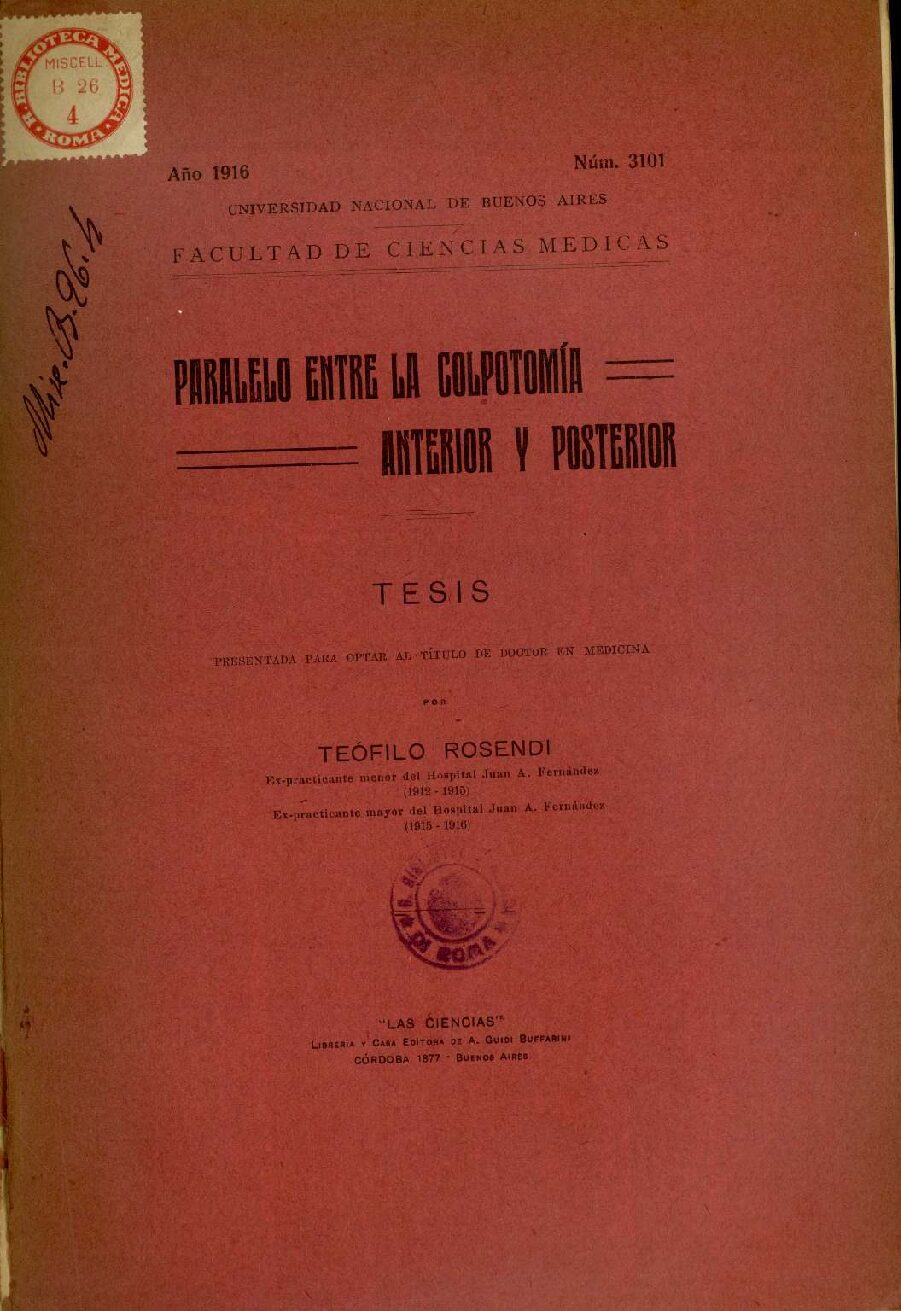 R. BIBLIOTECA MEDICA
MISCELL
B 26
4
ROMA
Año 1916
Núm. 3101
UNIVERSIDAD NACIONAL DE BUENOS AIRES
FACULTAD DE CIENCIAS MEDICAS
PARALELO ENTRE LA COLPOTOMÍA
ANTERIOR Y POSTERIOR
TESIS
PRESENTADA PARA OPTAR AL TÍTULO DE DOCTOR EN MEDICINA
POR
TEÓFILO ROSENDI
Ex-practicante menor del Hospital Juan A. Fernández
(1912 - 1915)
Ex-practicante mayor del Hospital Juan A. Fernández
(1915 - 1916)
DI ROMA
"LAS CIENCIAS"
LIBRERIA Y CASA EDITORA DE A. GUIDI BUFFARINI
CÓRDOBA 1877 - BUENOS AIRES